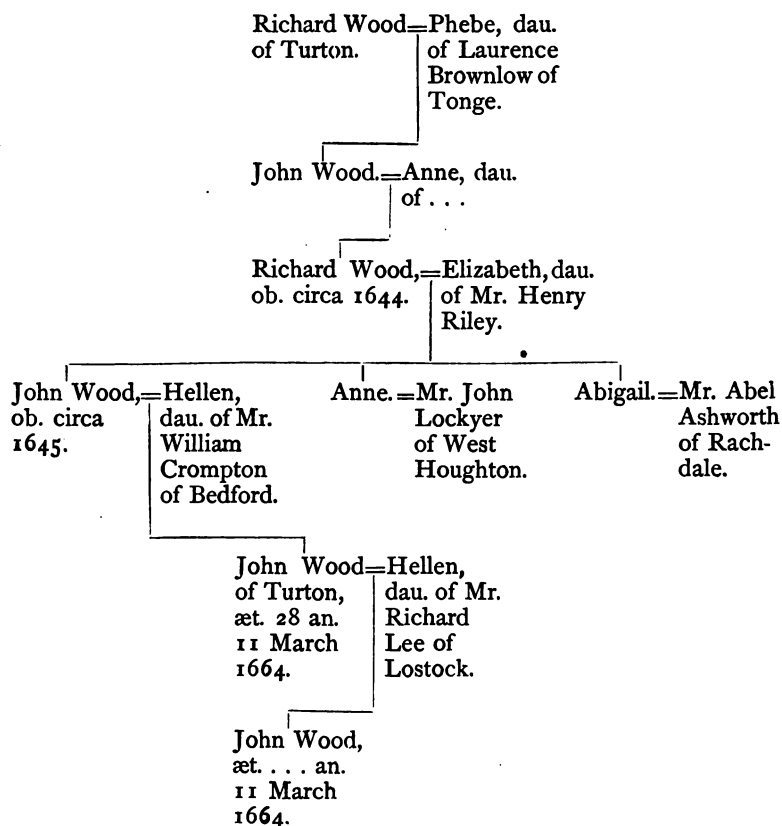 Richard Wood=Phebe, dau.
of Turton. of Laurence
Brownlow of
Tonge.
John Wood.=Anne, dau.
of . . .
Richard Wood,=Elizabeth, dau.
ob. circa 1644. of Mr. Henry
Riley.
John Wood,=Hellen,
ob. circa dau. of Mr.
1645. William
Crompton
of Bedford.
Anne.=Mr. John
Lockyer
of West
Houghton.
Abigail.=Mr. Abel
Ashworth
of Rach-
dale.
John Wood=Hellen,
of Turton, dau. of Mr.
æt. 28 an. Richard
11 March Lee of
1664. Lostock.
John Wood,
æt. . . . an.
11 March
1664.